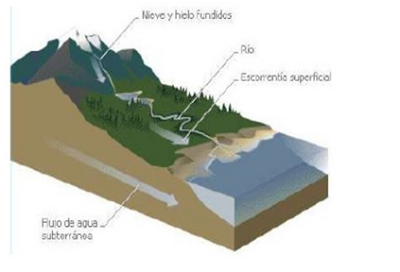 Nieve y hielo fundidos
Río
Escorrentía superficial
Flujo de agua
subterránea